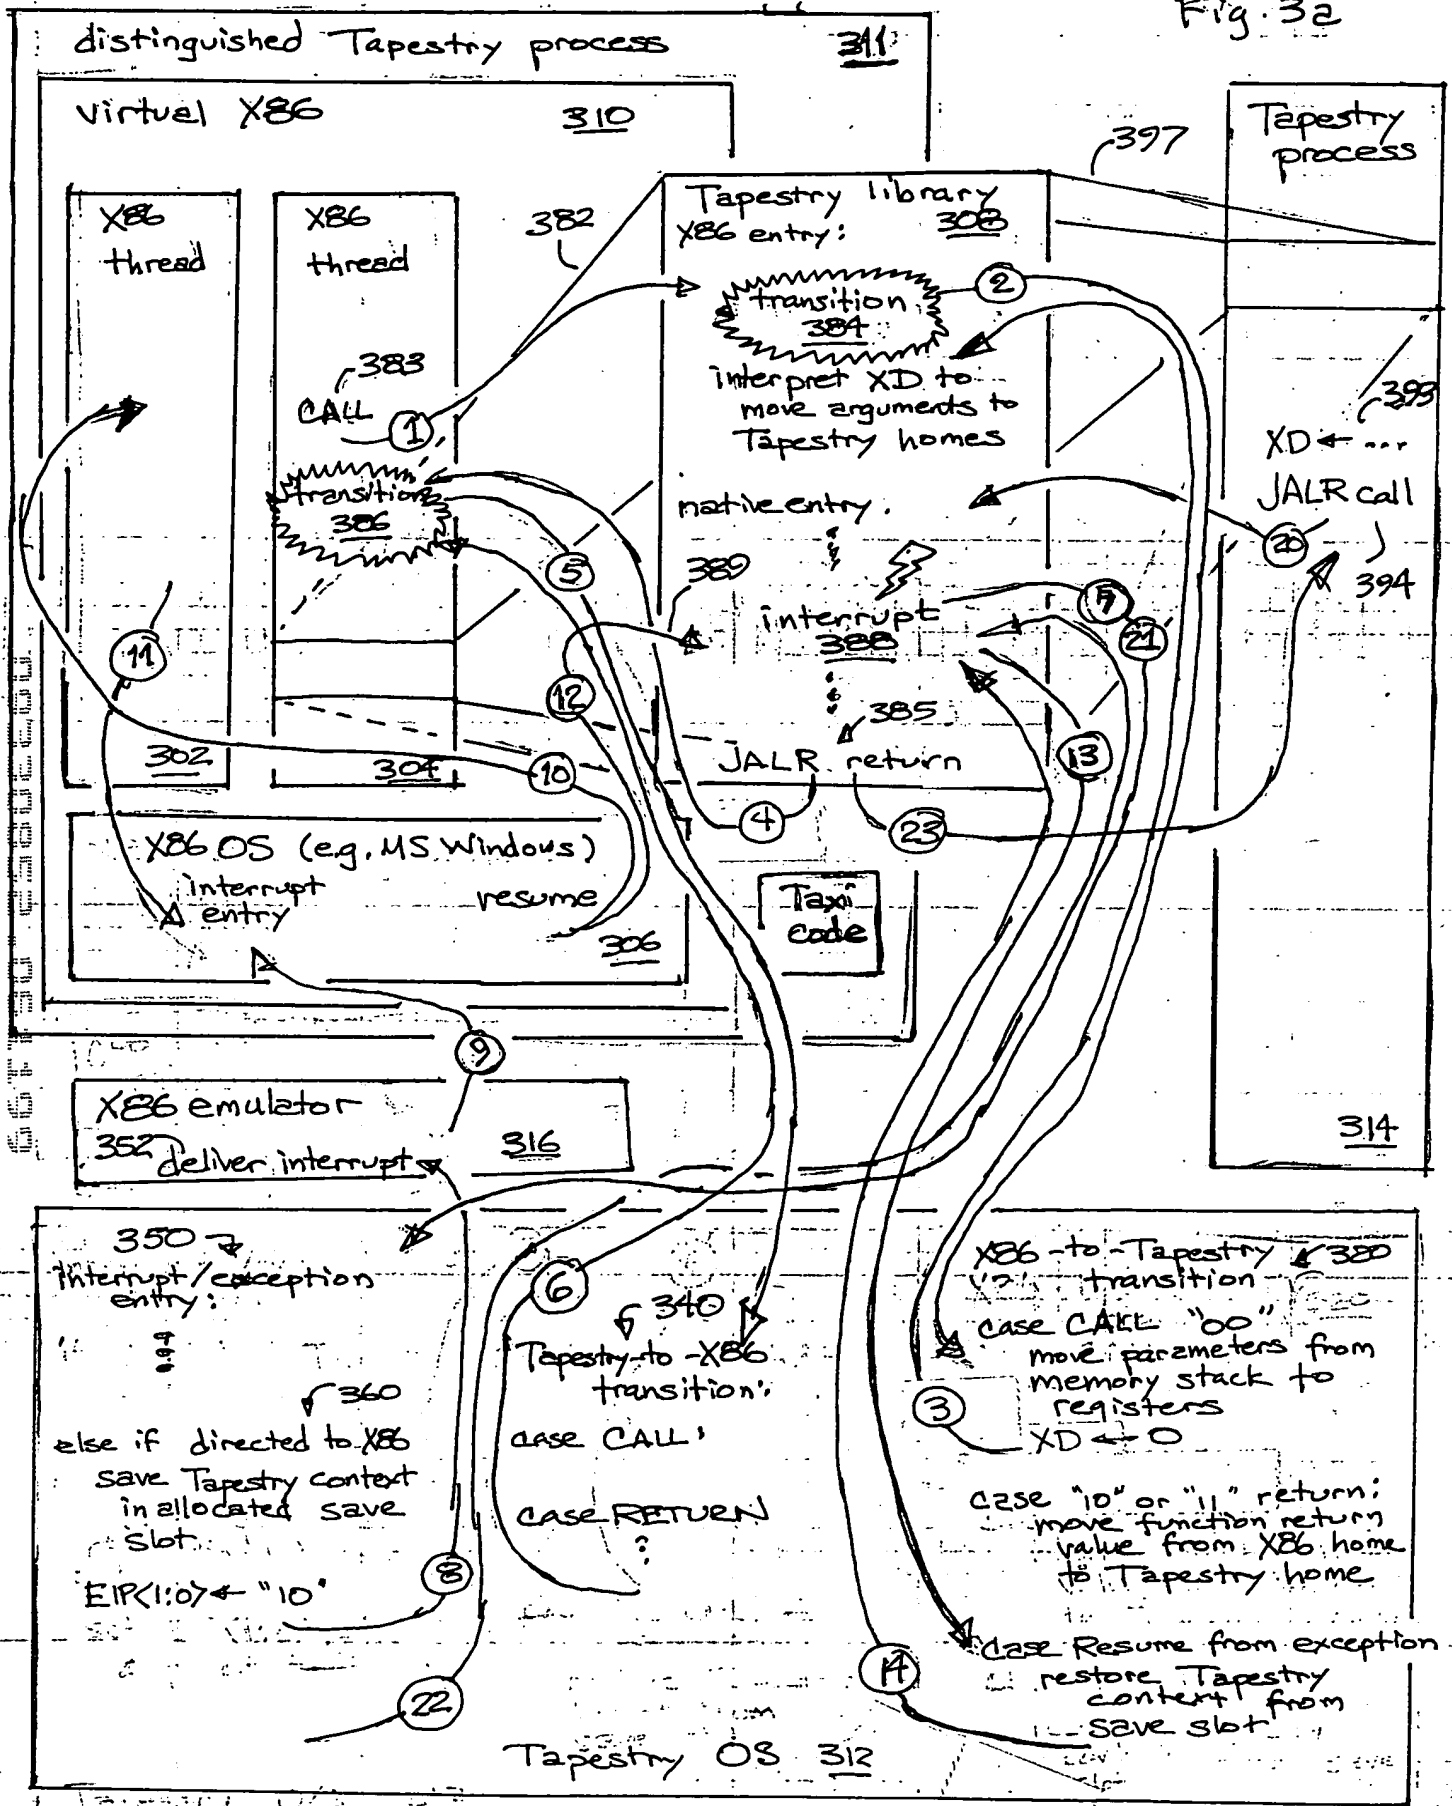 Fig. 3a
distinguished Tapestry process 311
virtual X86 310
Tapestry
process
397
X86
thread
X86
thread
382
Tapestry library
308
X86 entry:
2
transition
384
383
CALL
1
interpret XD to
move arguments to
Tapestry homes
393
XD ← ...
JALR call
394
transition
386
native entry.
20
5
389
interrupt
388
7
21
11
12
385
JALR return
13
302
304
10
4
23
X86 OS (e.g. MS Windows)
interrupt
entry
resume
306
Taxi
code
9
X86 emulator
352 deliver interrupt
316
314
350
interrupt/exception
entry:
360
else if directed to X86
save Tapestry context
in allocated save
slot
EIP<1:0> ← "10"
8
22
6
340
Tapestry-to-X86
transition:
case CALL:
case RETURN
X86-to-Tapestry 380
transition
case CALL "00"
move parameters from
memory stack to
registers
3
XD ← 0
case "10" or "11" return:
move function return
value from X86 home
to Tapestry home
case Resume from exception
restore Tapestry
context from
save slot
14
Tapestry OS 312